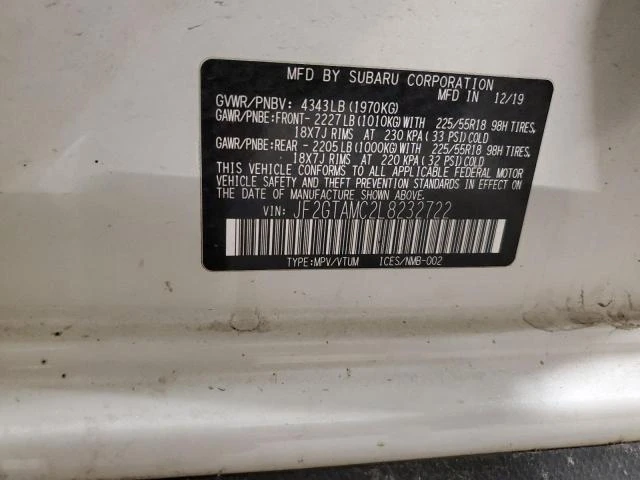 MFD BY SUBARU CORPORATION
MFD IN 12/19
GVWR/PNBV: 4343LB(1970KG)
GAWR/PNBE:FRONT- 2227LB(1010KG)WITH 225/55R18 98H TIRES,
18X7J RIMS AT 230 KPA(33 PSI)COLD
GAWR/PNBE:REAR - 2205LB(1000KG)WITH 225/55R18 98H TIRES,
18X7J RIMS AT 220 KPA(32 PSI)COLD
THIS VEHICLE CONFORMS TO ALL APPLICABLE FEDERAL MOTOR
VEHICLE SAFETY AND BUMPER STANDARDS IN EFFECT ON
THE DATE OF MANUFACTURE SHOWN ABOVE.
VIN: JF2GTAMC2L8232722
TYPE:MPV/VTUM ICES/NMB-002